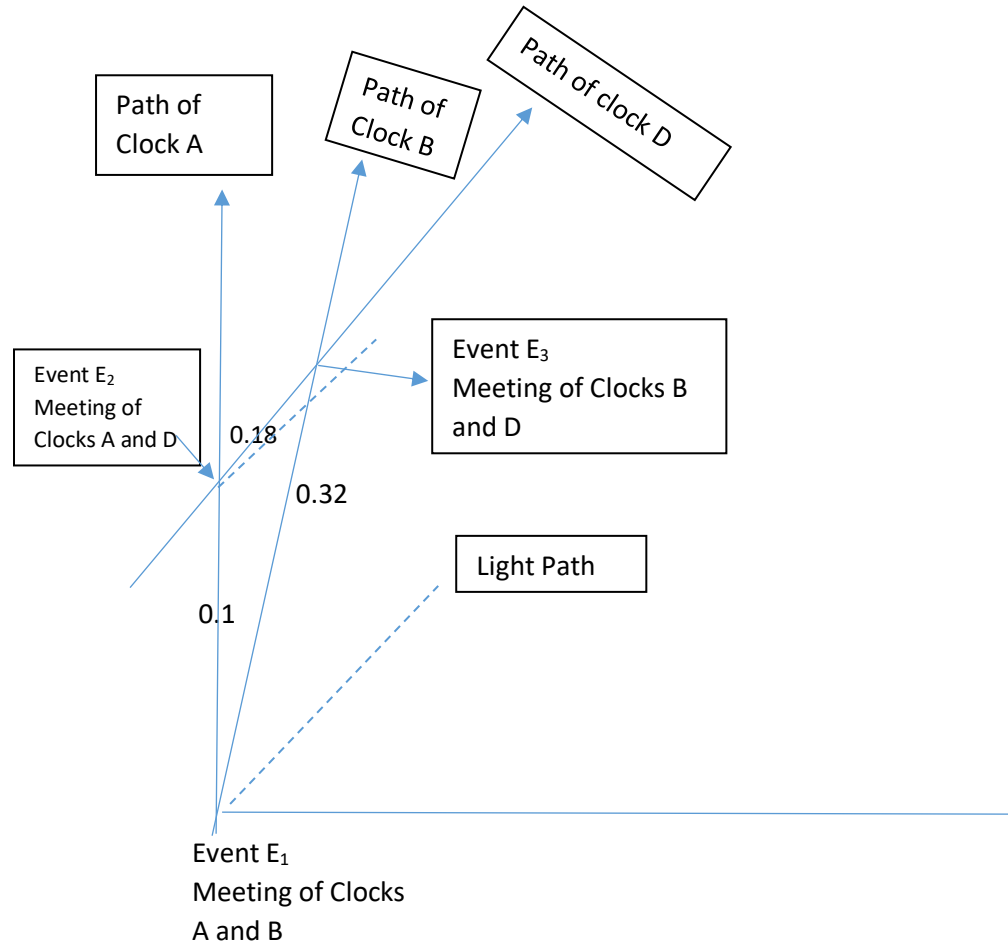 Path of
Clock A
Path of
Clock B
Path of clock D
Event E₂
Meeting of
Clocks A and D
0.18
Event E₃
Meeting of Clocks B
and D
0.32
Light Path
0.1
Event E₁
Meeting of Clocks
A and B